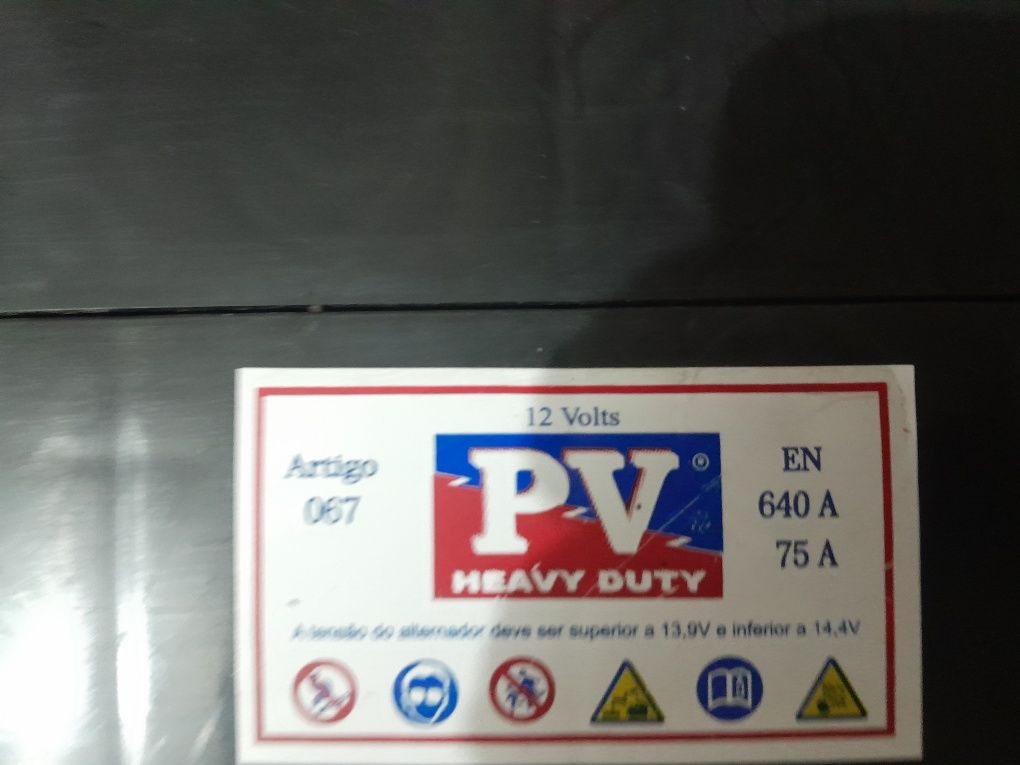 12 Volts
Artigo
067
PV ®
HEAVY DUTY
EN
640 A
75 A
A tensão do alternador deve ser superior a 13,9V e inferior a 14,4V